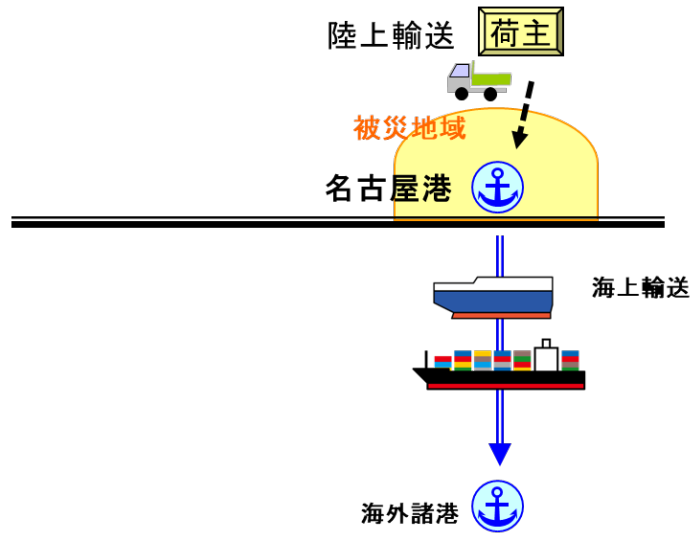 陸上輸送
荷主
被災地域
名古屋港
海上輸送
海外諸港